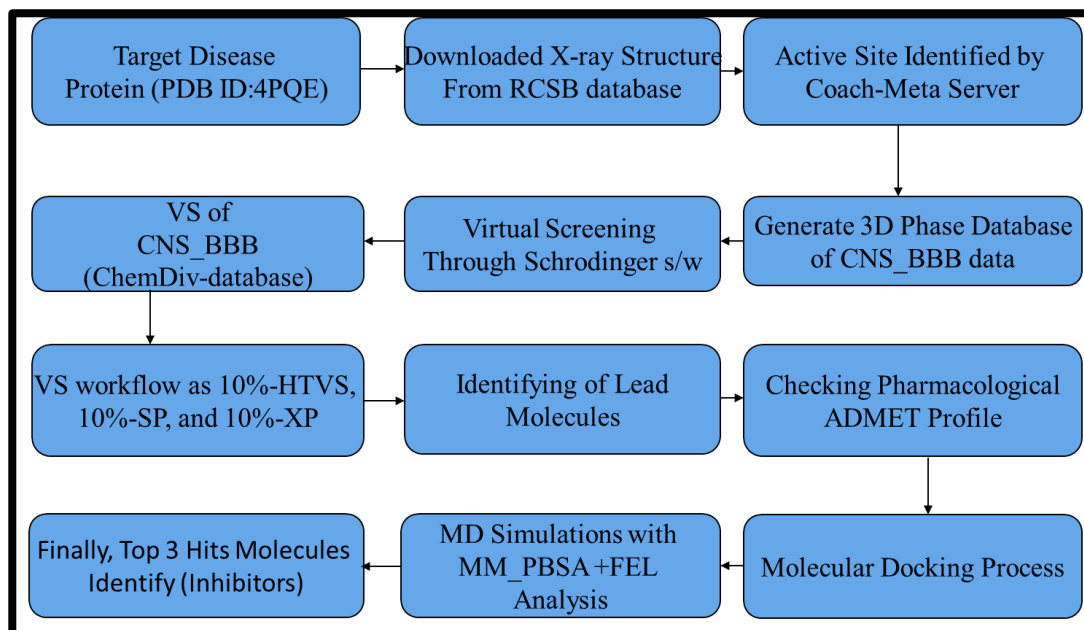 Target Disease
Protein (PDB ID:4PQE)
Downloaded X-ray Structure
From RCSB database
Active Site Identified by
Coach-Meta Server
Generate 3D Phase Database
of CNS_BBB data
Virtual Screening
Through Schrodinger s/w
VS of
CNS_BBB
(ChemDiv-database)
VS workflow as 10%-HTVS,
10%-SP, and 10%-XP
Identifying of Lead
Molecules
Checking Pharmacological
ADMET Profile
Molecular Docking Process
MD Simulations with
MM_PBSA+FEL
Analysis
Finally, Top 3 Hits Molecules
Identify (Inhibitors)